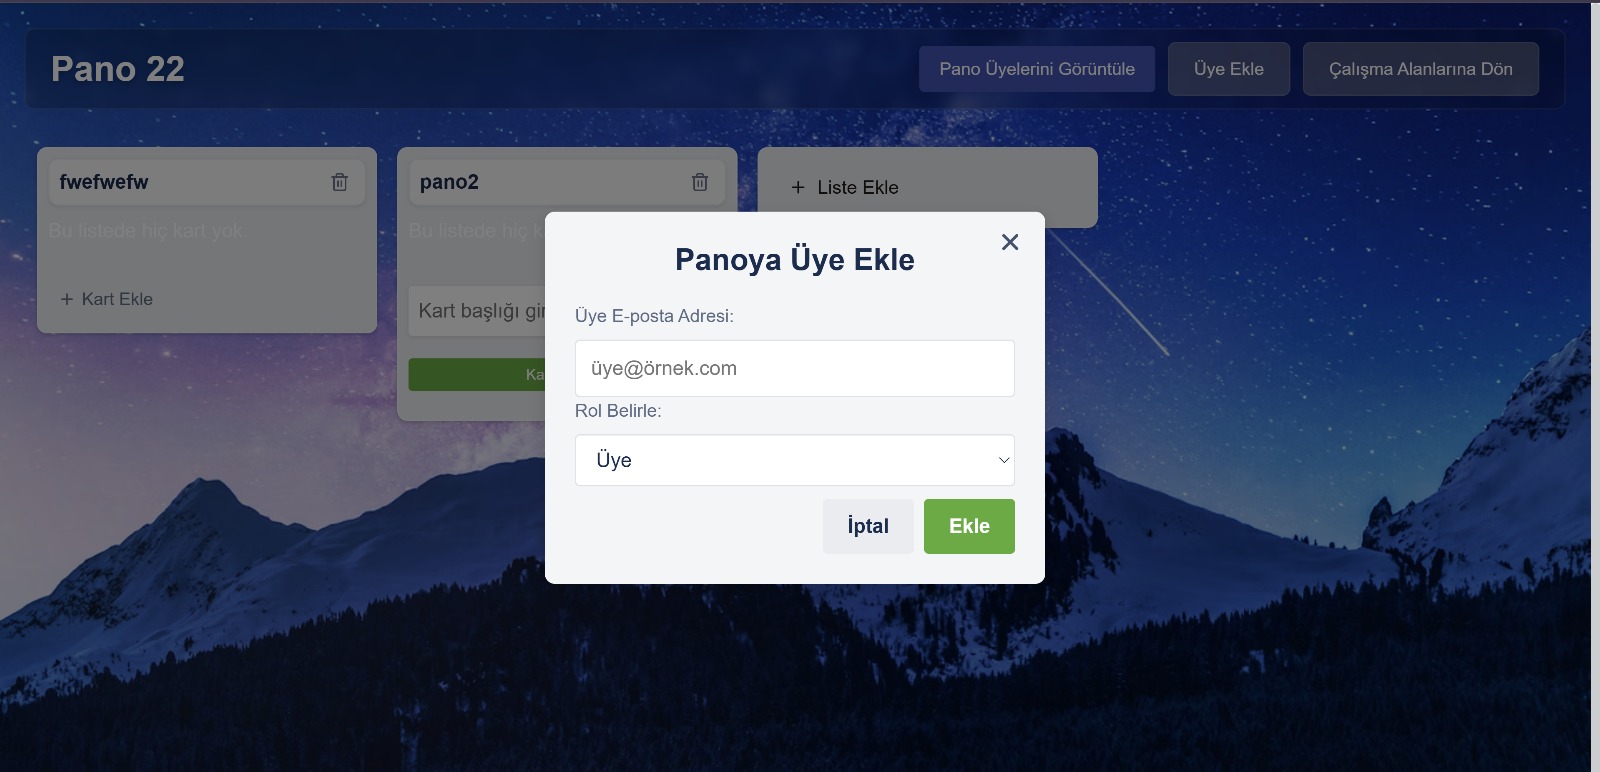 Pano 22
Pano Üyelerini Görüntüle
Üye Ekle
Çalışma Alanlarına Dön
fwefwefw
Bu listede hiç kart yok.
+ Kart Ekle
pano2
Bu listede hiç
Kart başlığı
+ Liste Ekle
Panoya Üye Ekle
Üye E-posta Adresi:
üye@örnek.com
Rol Belirle:
Üye
İptal
Ekle